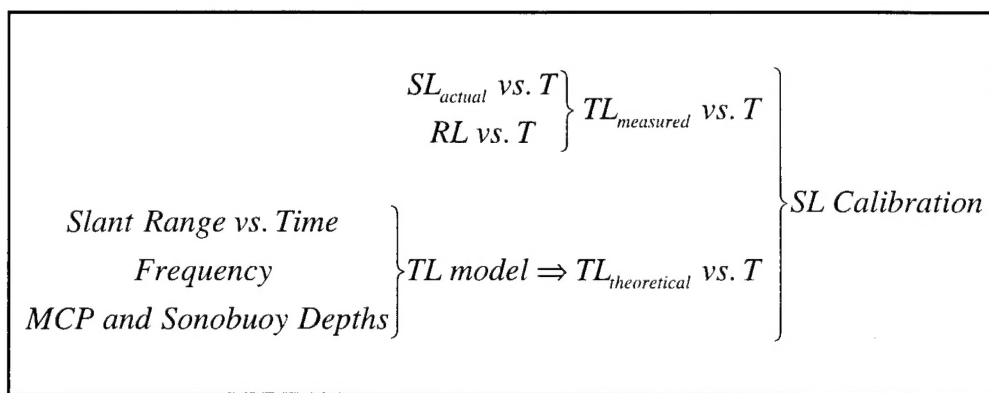 SL_actual vs. T
RL vs. T
} TL_measured vs. T
Slant Range vs. Time
Frequency
MCP and Sonobuoy Depths
} TL model ⇒ TL_theoretical vs. T
} SL Calibration